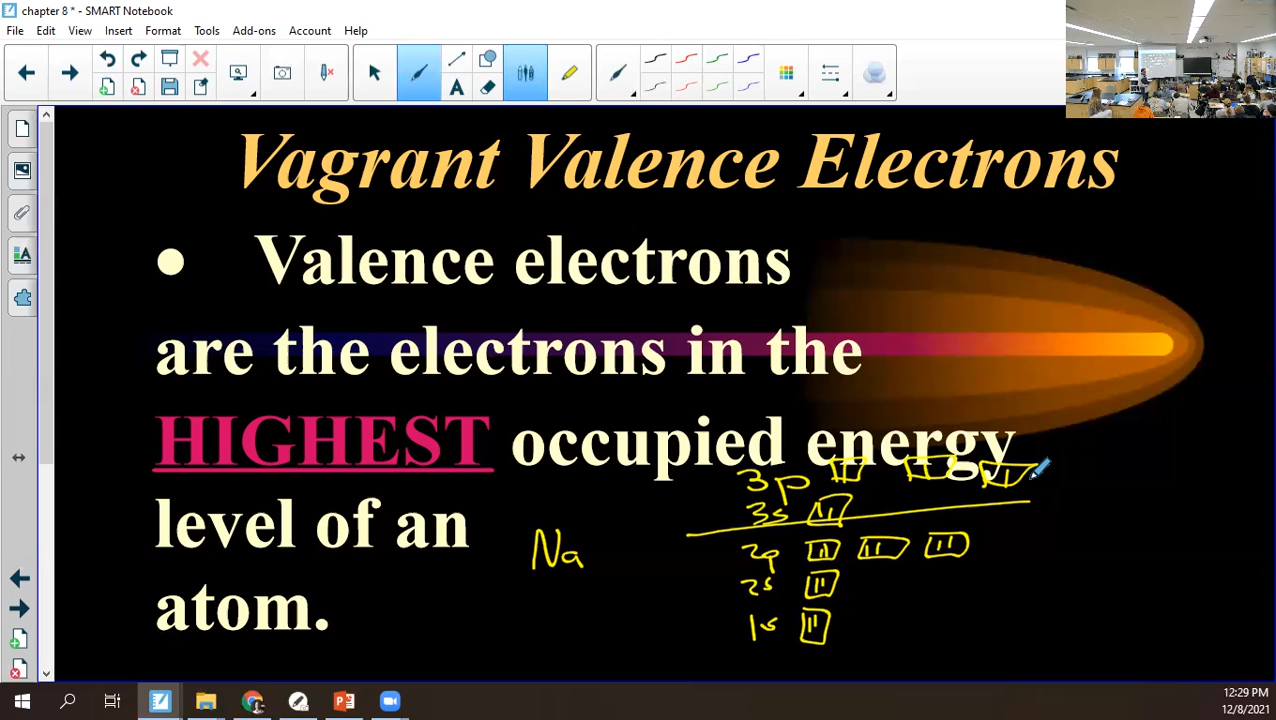 chapter 8 * - SMART Notebook
File Edit View Insert Format Tools Add-ons Account Help
Vagrant Valence Electrons
• Valence electrons
are the electrons in the
HIGHEST occupied energy
level of an
atom.
3p
3s
Na
2p
2s
1s
12:29 PM
12/8/2021